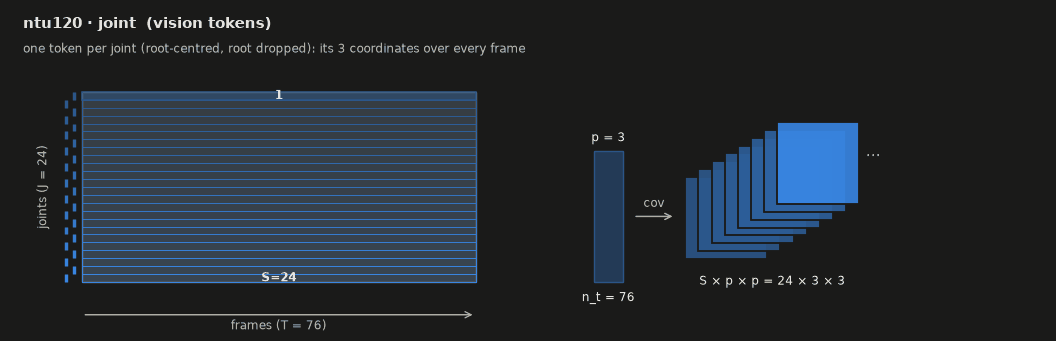 ntu120 · joint  (vision tokens)
one token per joint (root-centred, root dropped): its 3 coordinates over every frame
1
joints (J = 24)
S=24
frames (T = 76)
p = 3
n_t = 76
cov
...
S × p × p = 24 × 3 × 3